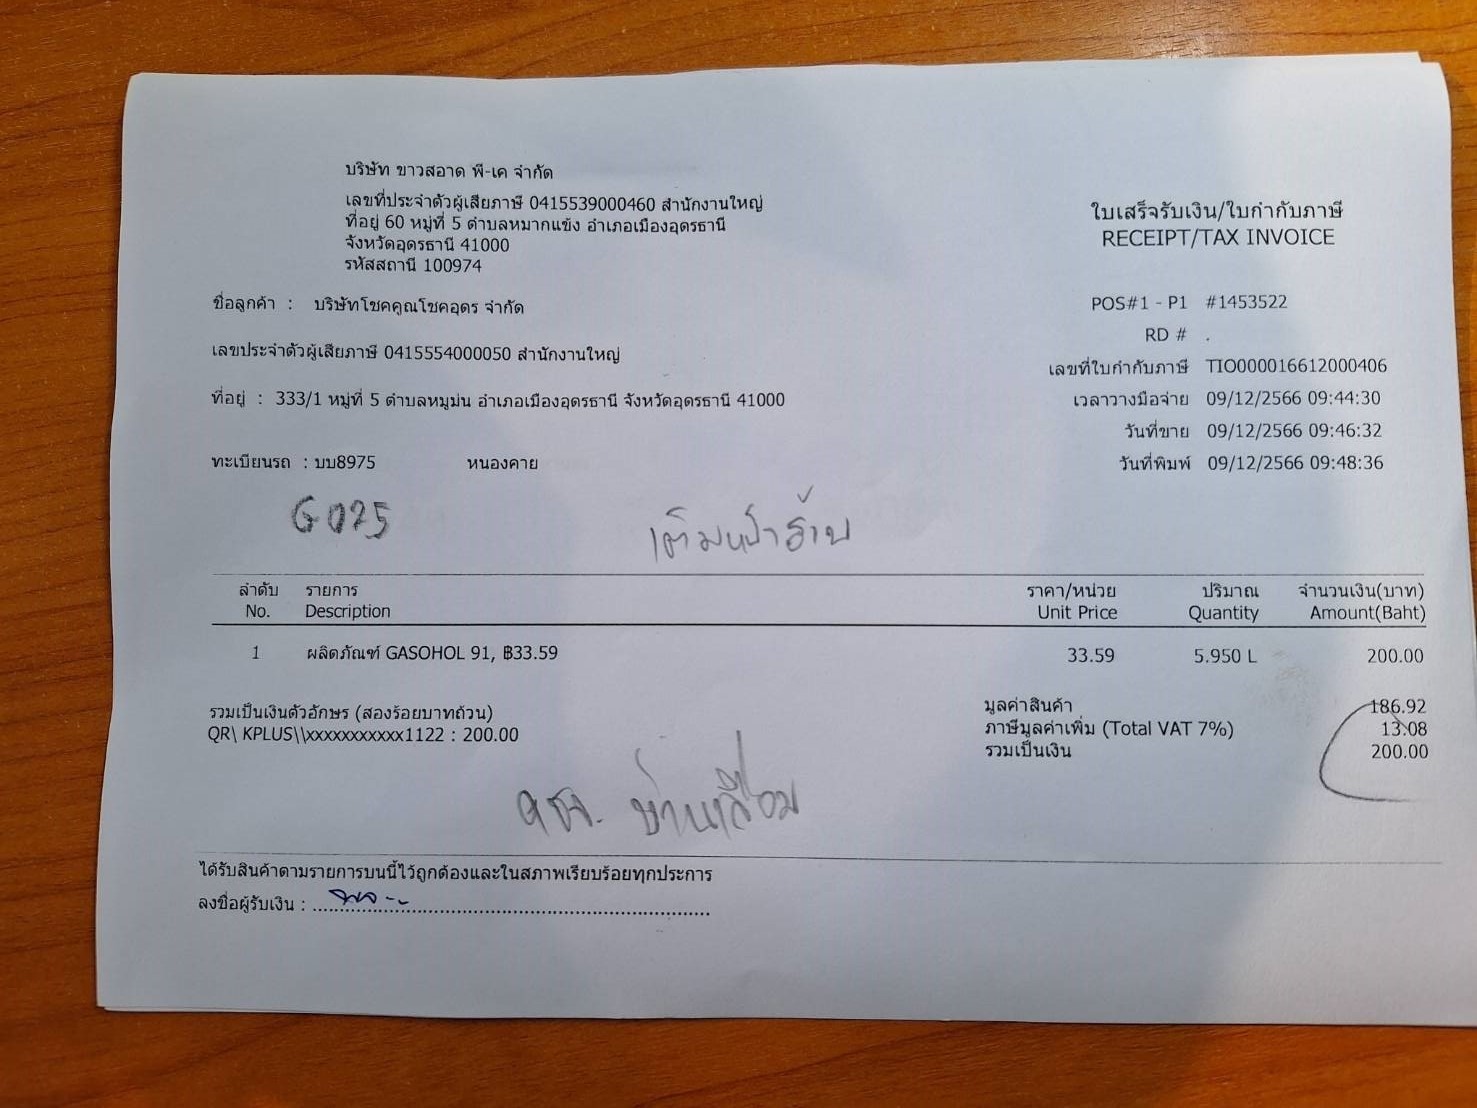 บริษัท ขาวสอาด พี-เค จำกัด
เลขที่ประจำตัวผู้เสียภาษี 0415539000460 สำนักงานใหญ่
ที่อยู่ 60 หมู่ที่ 5 ตำบลหมากแข้ง อำเภอเมืองอุดรธานี
จังหวัดอุดรธานี 41000
รหัสสถานี 100974
ใบเสร็จรับเงิน/ใบกำกับภาษี
RECEIPT/TAX INVOICE
ชื่อลูกค้า : บริษัทโชคคูณโชคอุดร จำกัด
POS#1 - P1 #1453522
RD # .
เลขประจำตัวผู้เสียภาษี 0415554000050 สำนักงานใหญ่
เลขที่ใบกำกับภาษี TIO000016612000406
ที่อยู่ : 333/1 หมู่ที่ 5 ตำบลหมูม่น อำเภอเมืองอุดรธานี จังหวัดอุดรธานี 41000
เวลาวางมือจ่าย 09/12/2566 09:44:30
วันที่ขาย 09/12/2566 09:46:32
ทะเบียนรถ : บบ8975 หนองคาย
วันที่พิมพ์ 09/12/2566 09:48:36
G025
ลำดับ รายการ ราคา/หน่วย ปริมาณ จำนวนเงิน(บาท)
No. Description Unit Price Quantity Amount(Baht)
1 ผลิตภัณฑ์ GASOHOL 91, ฿33.59 33.59 5.950 L 200.00
รวมเป็นเงินตัวอักษร (สองร้อยบาทถ้วน)
QR\ KPLUS\\xxxxxxxxxxx1122 : 200.00
มูลค่าสินค้า 186.92
ภาษีมูลค่าเพิ่ม (Total VAT 7%) 13.08
รวมเป็นเงิน 200.00
บ้านเลื่อม
ได้รับสินค้าตามรายการบนนี้ไว้ถูกต้องและในสภาพเรียบร้อยทุกประการ
ลงชื่อผู้รับเงิน :